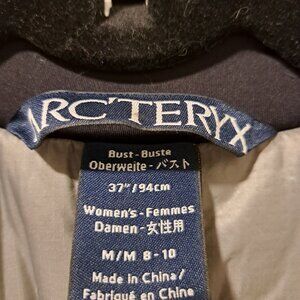 ARC'TERYX
Bust - Buste
Oberweite - バスト
37"/94cm
Women's - Femmes
Damen - 女性用
M/M 8 - 10
Made in China/
Fabriqué en Chine